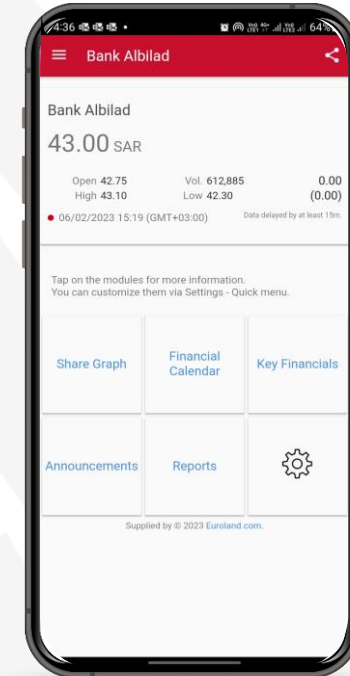 4:36
64%
Bank Albilad
Bank Albilad
43.00 SAR
Open 42.75 Vol. 612,885 0.00
High 43.10 Low 42.30 (0.00)
06/02/2023 15:19 (GMT+03:00) Data delayed by at least 15m.
Tap on the modules for more information.
You can customize them via Settings - Quick menu.
Share Graph
Financial
Calendar
Key Financials
Announcements
Reports
Supplied by © 2023 Euroland.com.